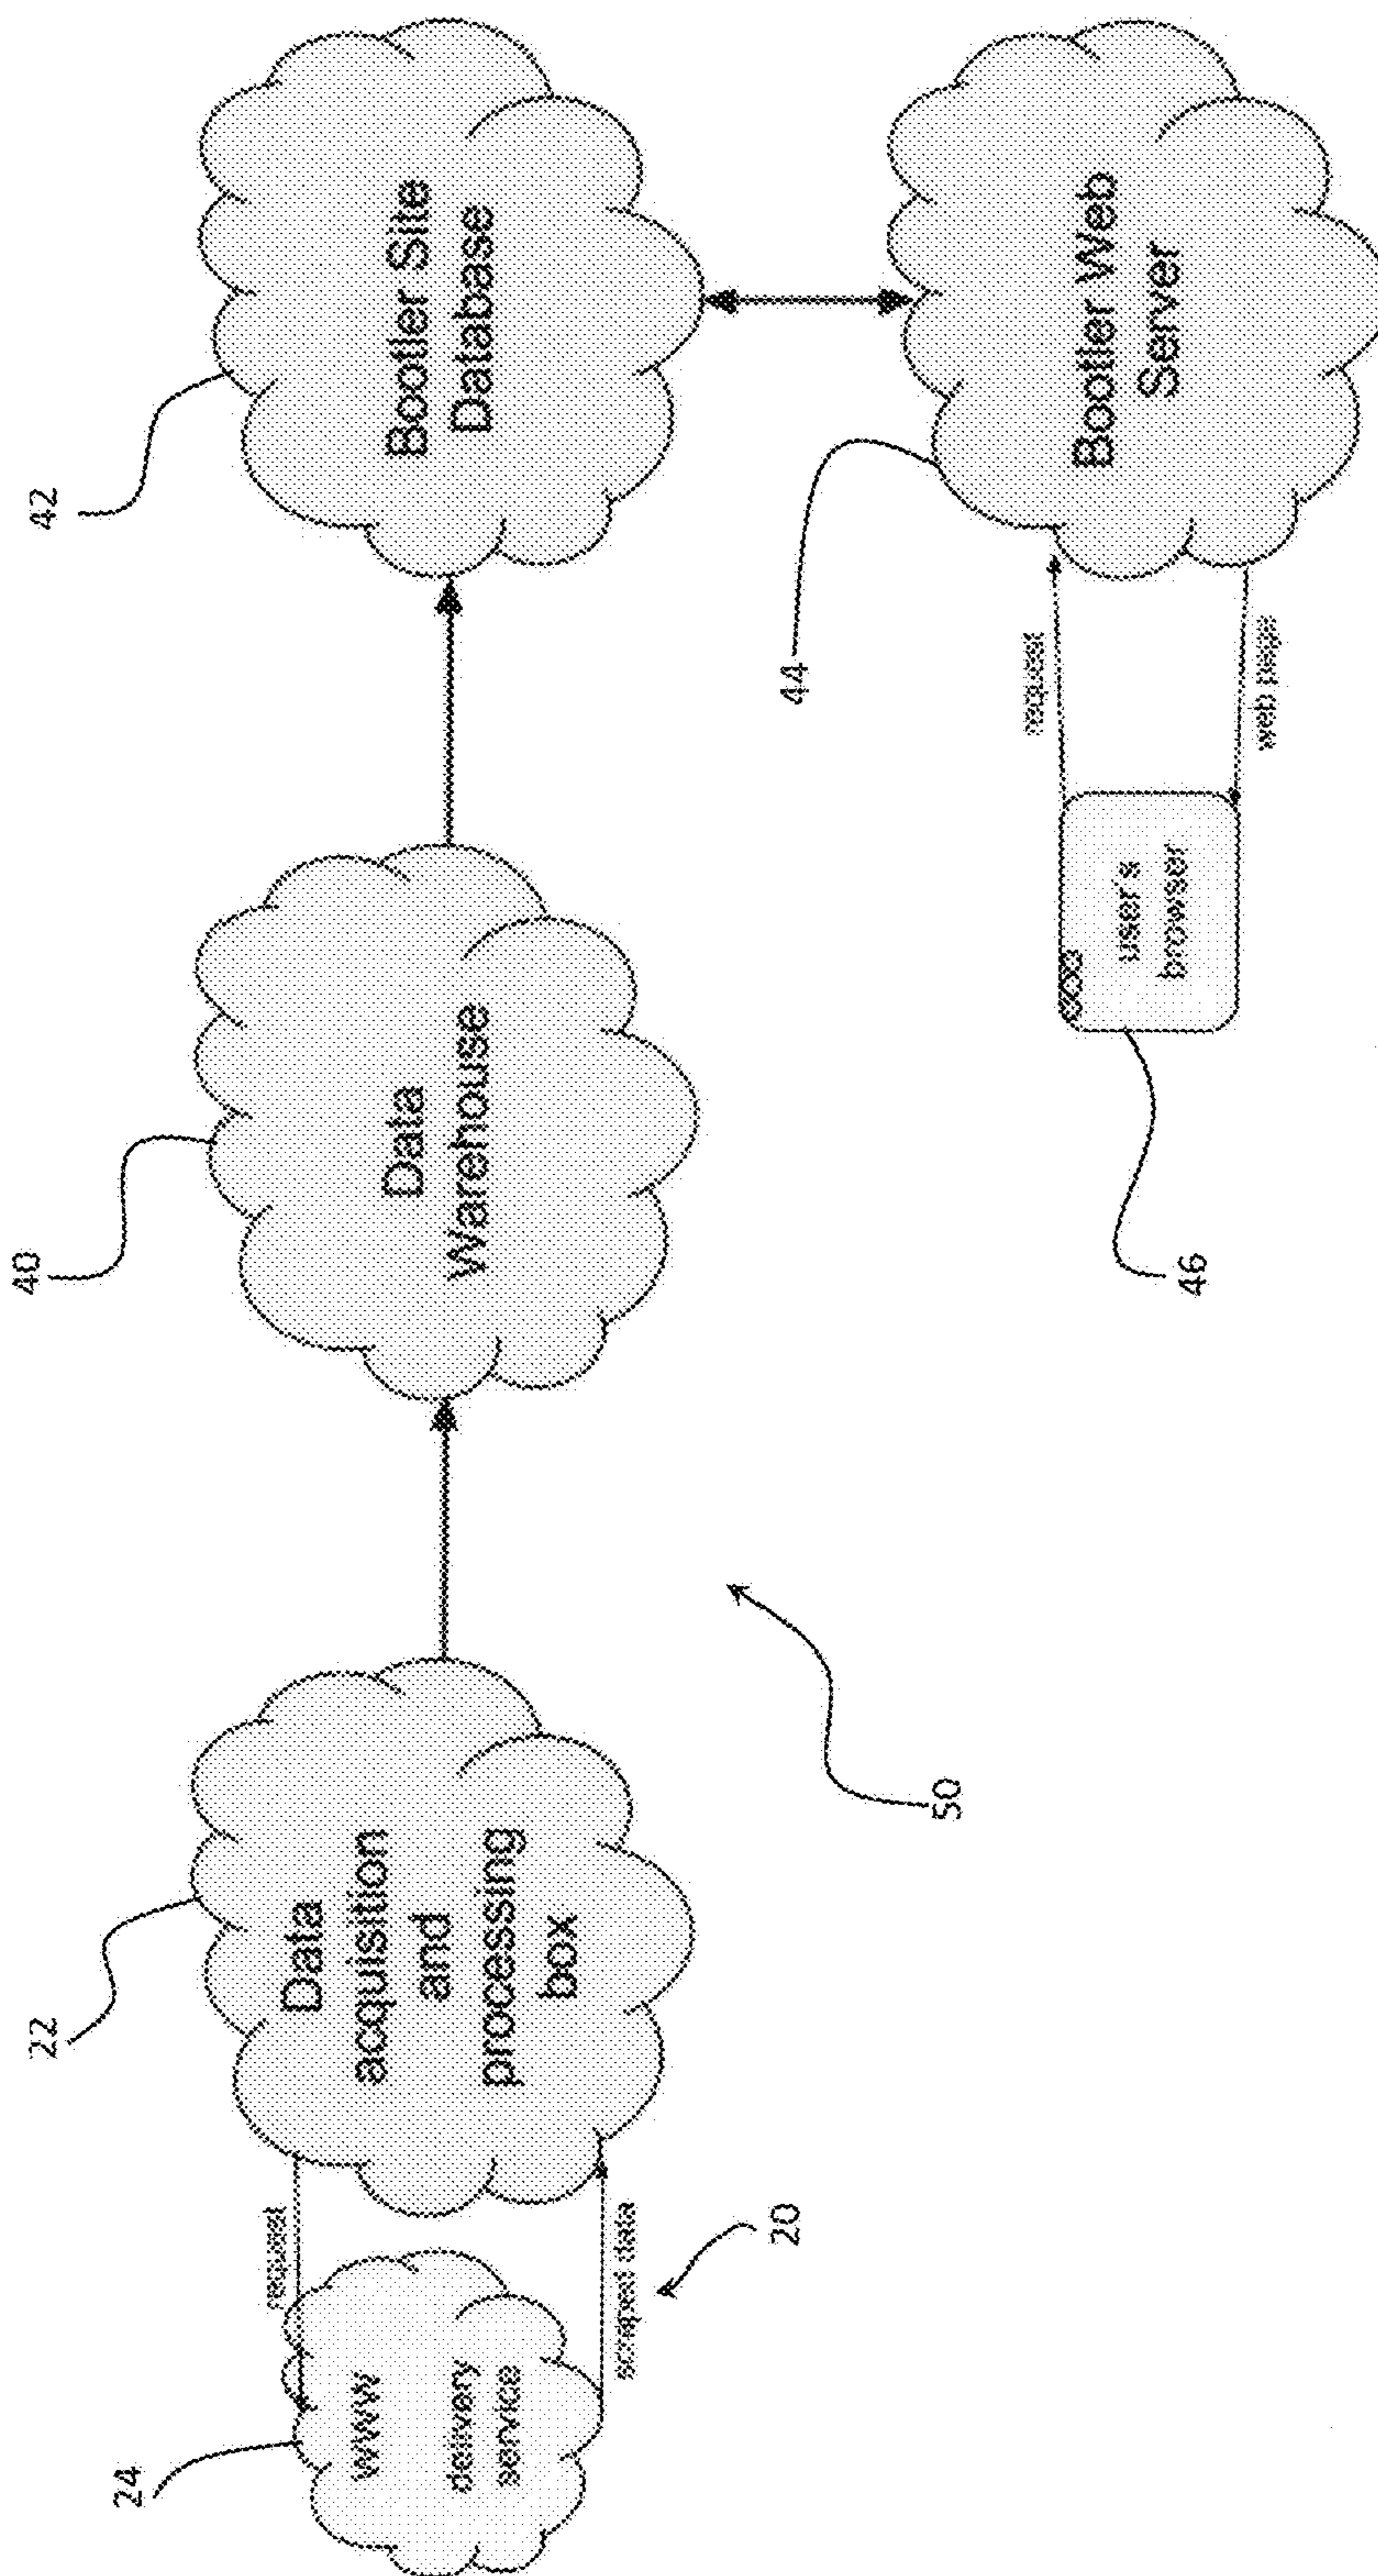 42
Bootler Site
Database
40
Data
Warehouse
22
Data
acquisition
and
processing
box
request
24
WWW
delivery
service
scraped data
20
50
44
Bootler Web
Server
request
web page
user's
browser
46